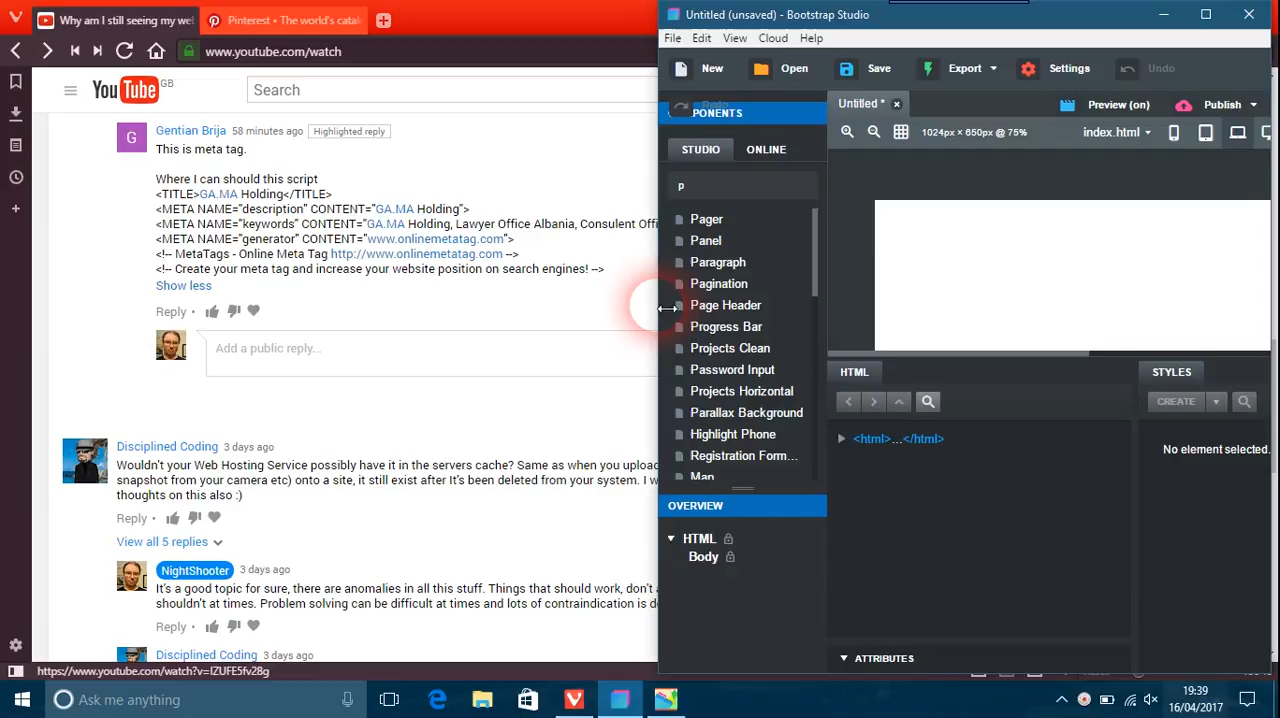 Why am I still seeing my we
Pinterest • The world's catal
www.youtube.com/watch
YouTube GB
Search
Gentian Brija 58 minutes ago Highlighted reply
This is meta tag.
Where I can should this script
<TITLE>GA.MA Holding</TITLE>
<META NAME="description" CONTENT="GA.MA Holding">
<META NAME="keywords" CONTENT="GA.MA Holding, Lawyer Office Albania, Consulent Offi
<META NAME="generator" CONTENT="www.onlinemetatag.com">
<!-- MetaTags - Online Meta Tag http://www.onlinemetatag.com -->
<!-- Create your meta tag and increase your website position on search engines! -->
Show less
Reply •
Add a public reply...
Disciplined Coding 3 days ago
Wouldn't your Web Hosting Service possibly have it in the servers cache? Same as when you upload
snapshot from your camera etc) onto a site, it still exist after It's been deleted from your system. I w
thoughts on this also :)
Reply •
View all 5 replies
NightShooter 3 days ago
It's a good topic for sure, there are anomalies in all this stuff. Things that should work, don't a
shouldn't at times. Problem solving can be difficult at times and lots of contraindication is d
Reply •
Disciplined Coding 3 days ago
https://www.youtube.com/watch?v=IZUFE5fv28g
Untitled (unsaved) - Bootstrap Studio
File Edit View Cloud Help
New Open Save Export Settings Undo
Redo
PONENTS
Untitled * Preview (on) Publish
STUDIO ONLINE
1024px × 650px @ 75% index.html
p
Pager
Panel
Paragraph
Pagination
Page Header
Progress Bar
Projects Clean
Password Input
Projects Horizontal
Parallax Background
Highlight Phone
Registration Form...
Map
OVERVIEW
HTML
Body
HTML
<html>...</html>
ATTRIBUTES
STYLES
CREATE
No element selected.
Ask me anything
19:39
16/04/2017